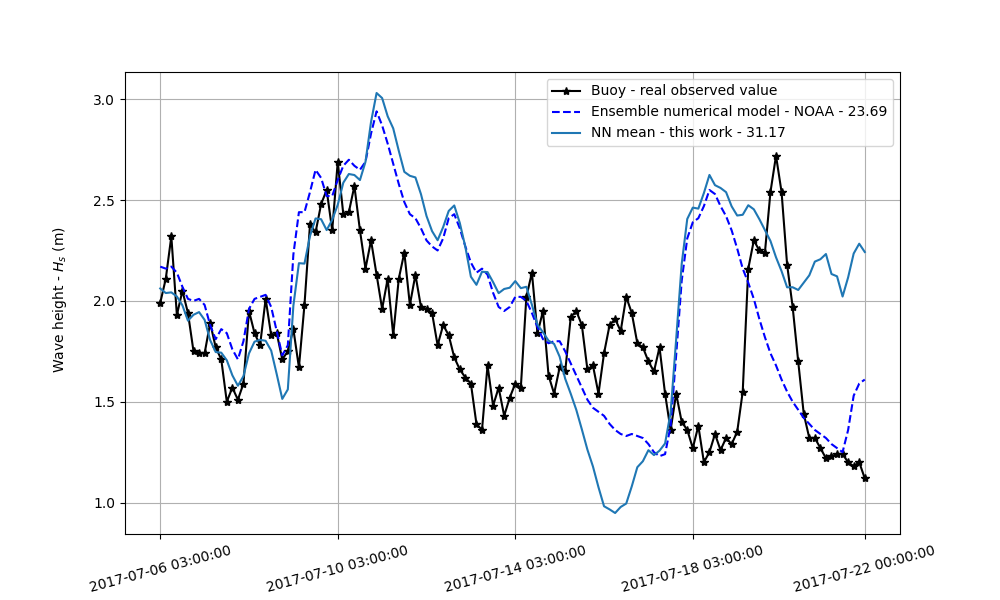 Buoy - real observed value
Ensemble numerical model - NOAA - 23.69
NN mean - this work - 31.17
Wave height - Hs (m)
3.0
2.5
2.0
1.5
1.0
2017-07-06 03:00:00
2017-07-10 03:00:00
2017-07-14 03:00:00
2017-07-18 03:00:00
2017-07-22 00:00:00